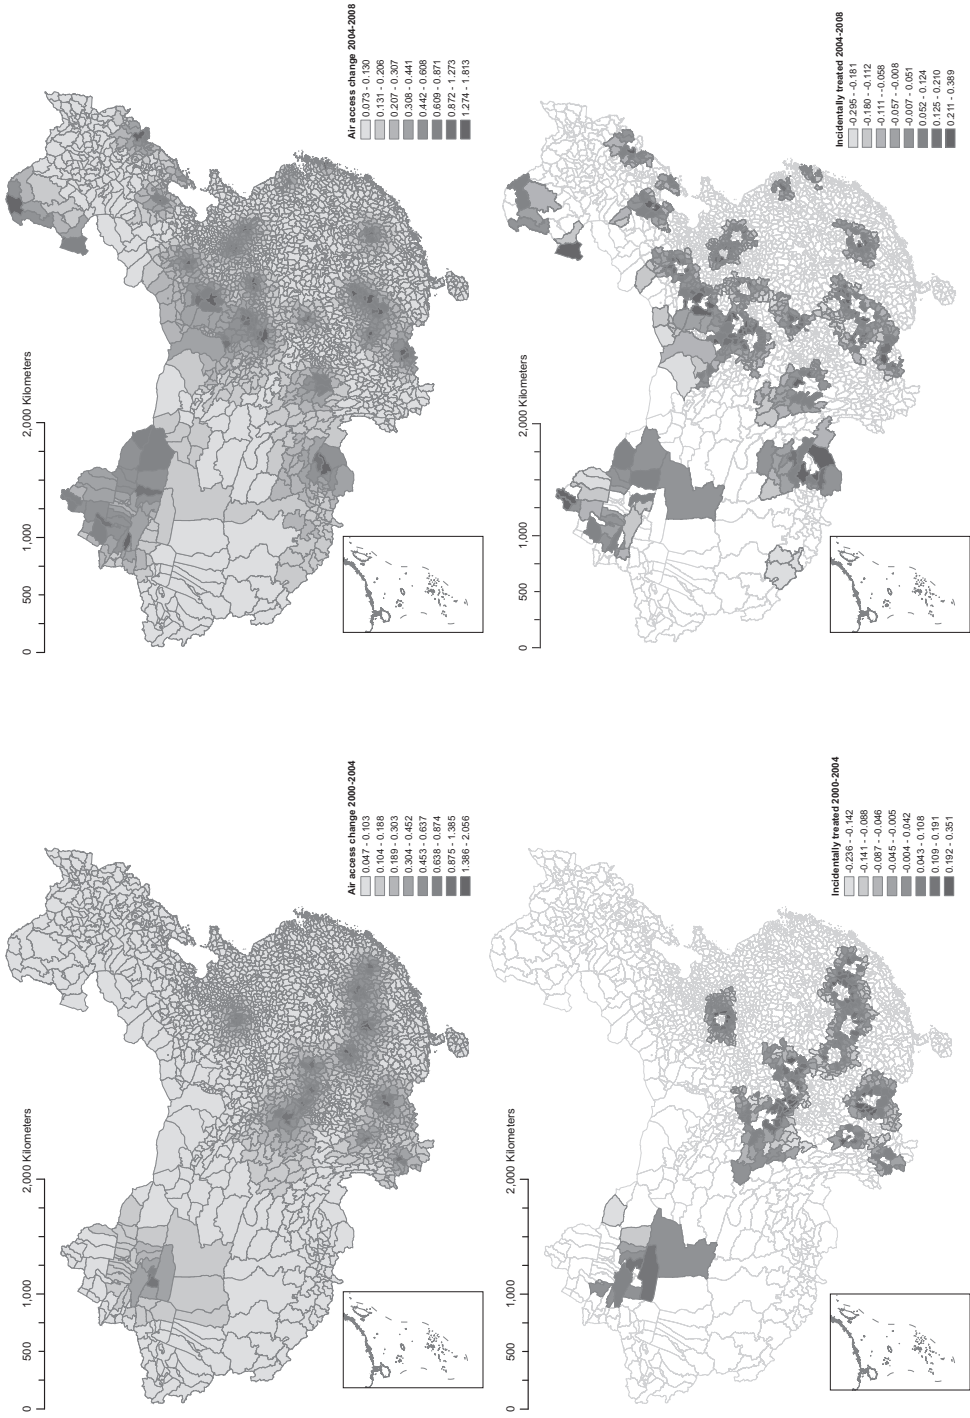 0
500
1,000
2,000 Kilometers
Air access change 2000-2004
0.047 - 0.103
0.104 - 0.188
0.189 - 0.303
0.304 - 0.452
0.453 - 0.637
0.638 - 0.874
0.875 - 1.385
1.386 - 2.056
0
500
1,000
2,000 Kilometers
Air access change 2004-2008
0.073 - 0.130
0.131 - 0.206
0.207 - 0.307
0.308 - 0.441
0.442 - 0.608
0.609 - 0.871
0.872 - 1.273
1.274 - 1.813
0
500
1,000
2,000 Kilometers
Incidentally treated 2000-2004
-0.236 - -0.142
-0.141 - -0.088
-0.087 - -0.046
-0.045 - -0.005
-0.004 - 0.042
0.043 - 0.108
0.109 - 0.191
0.192 - 0.351
0
500
1,000
2,000 Kilometers
Incidentally treated 2004-2008
-0.295 - -0.181
-0.180 - -0.112
-0.111 - -0.058
-0.057 - -0.008
-0.007 - 0.051
0.052 - 0.124
0.125 - 0.210
0.211 - 0.389